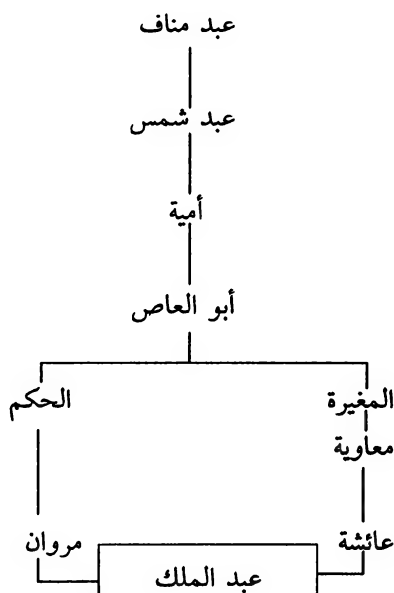 عبد مناف
عبد شمس
أمية
أبو العاص
المغيرة الحكم
معاوية
عائشة مروان
عبد الملك